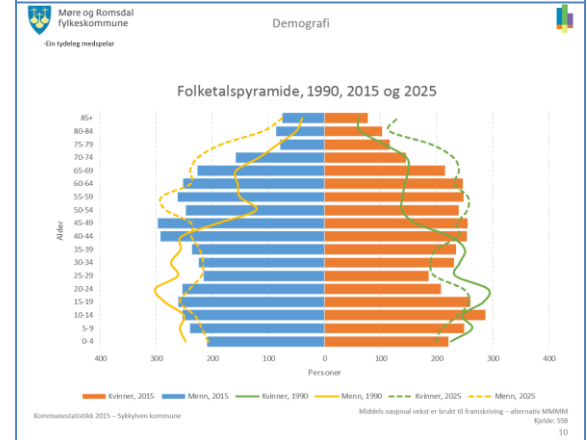 Møre og Romsdal
fylkeskommune
Demografi
-Ein tydeleg medspelar
Folketalspyramide, 1990, 2015 og 2025
Alder
85+
80-84
75-79
70-74
65-69
60-64
55-59
50-54
45-49
40-44
35-39
30-34
25-29
20-24
15-19
10-14
5-9
0-4
400 300 200 100 0 100 200 300 400
Personer
Kvinner, 2015 Menn, 2015 Kvinner, 1990 Menn, 1990 Kvinner, 2025 Menn, 2025
Kommunestatistikk 2015 – Sykkylven kommune
Middels nasjonal vekst er brukt til framskriving – alternativ MMMM
Kjelde: SSB
10